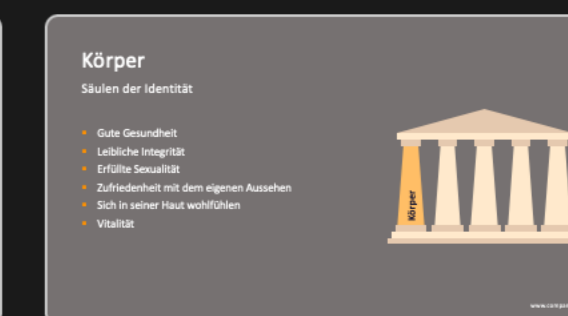 Körper
Säulen der Identität
Gute Gesundheit
Leibliche Integrität
Erfüllte Sexualität
Zufriedenheit mit dem eigenen Aussehen
Sich in seiner Haut wohlfühlen
Vitalität
Körper